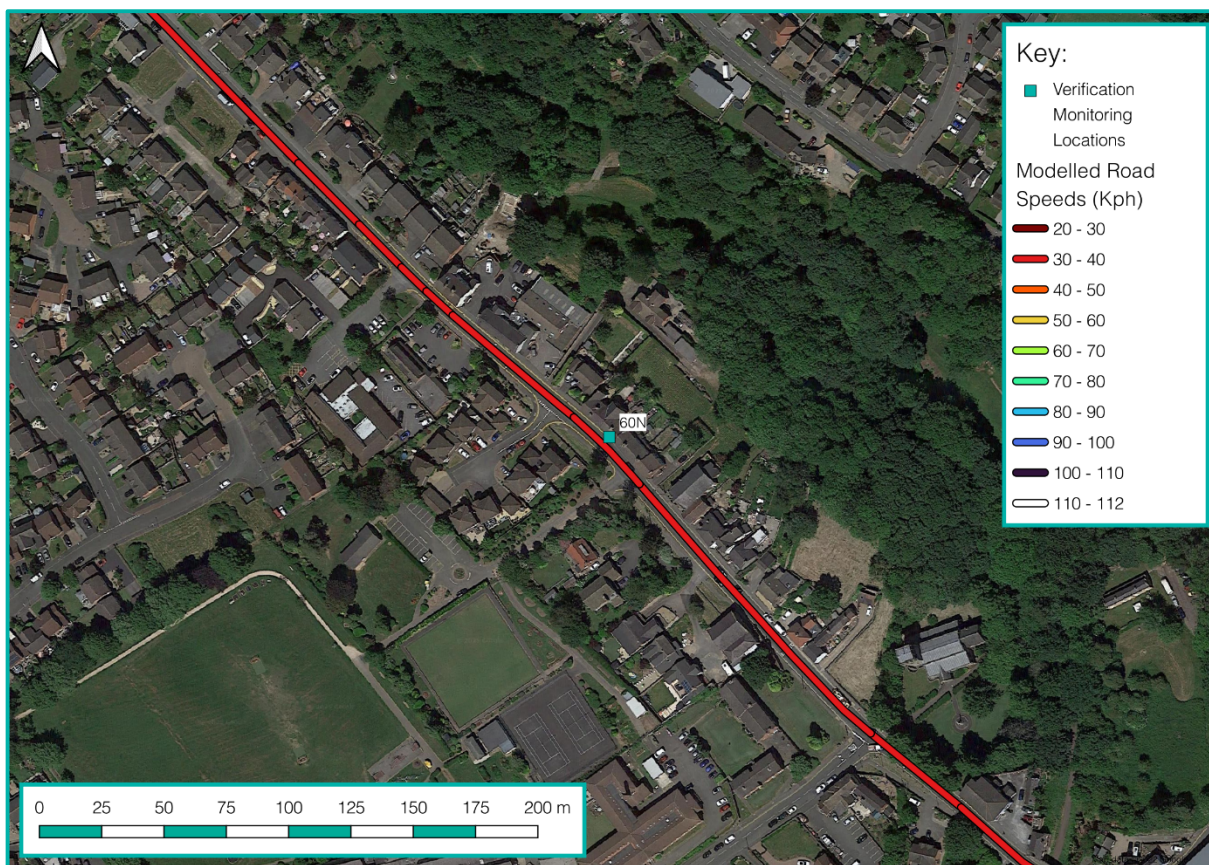 Key:
Verification
Monitoring
Locations
Modelled Road
Speeds (Kph)
20 - 30
30 - 40
40 - 50
50 - 60
60 - 70
70 - 80
80 - 90
90 - 100
100 - 110
110 - 112
60N
0 25 50 75 100 125 150 175 200 m